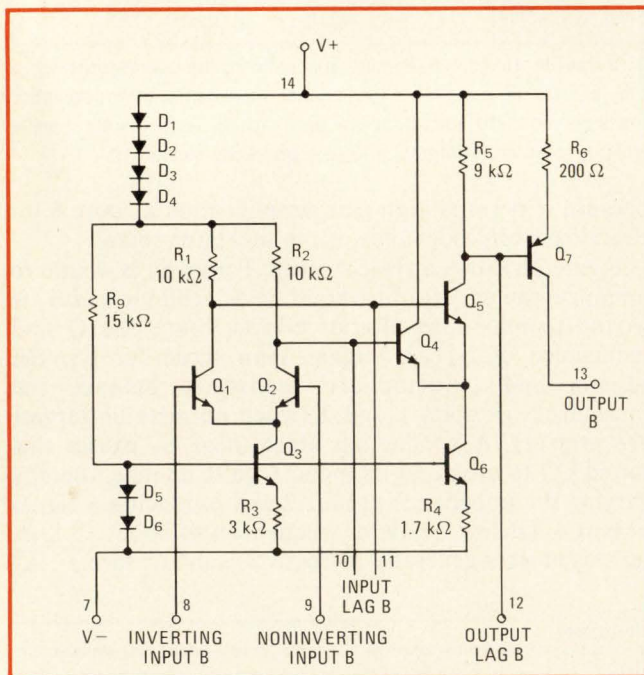 V+
14
D1
D2
D3
D4
R5
9 kΩ
R6
200 Ω
R1
10 kΩ
R2
10 kΩ
Q7
R9
15 kΩ
Q5
Q4
Q1
Q2
13
OUTPUT
B
Q3
Q6
D5
D6
R3
3 kΩ
R4
1.7 kΩ
10
11
INPUT
LAG B
7
8
9
12
V−
INVERTING
INPUT B
NONINVERTING
INPUT B
OUTPUT
LAG B